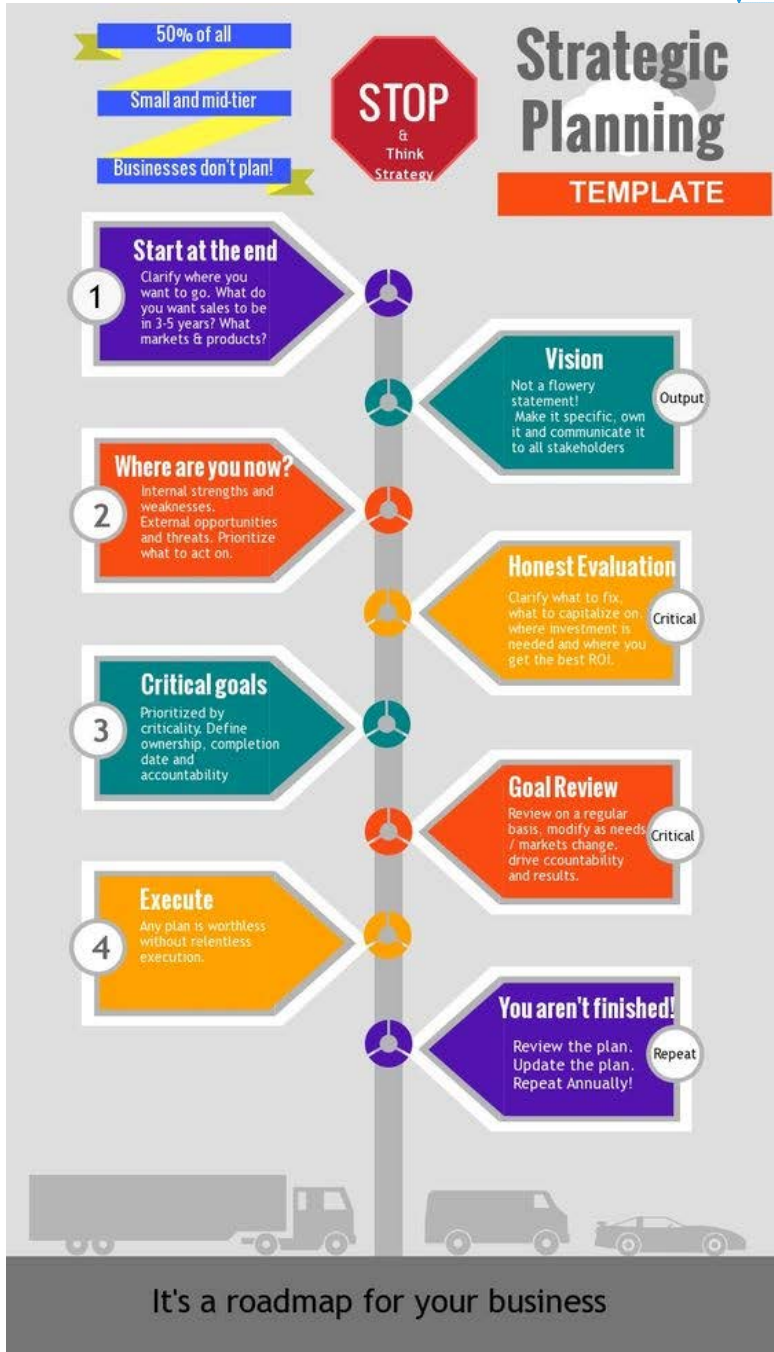 50% of all
Small and mid-tier
Businesses don't plan!
STOP
&
Think
Strategy
Strategic
Planning
TEMPLATE
1
Start at the end
Clarify where you
want to go. What do
you want sales to be
in 3-5 years? What
markets & products?
Vision
Not a flowery
statement!
Make it specific, own
it and communicate it
to all stakeholders
Output
2
Where are you now?
Internal strengths and
weaknesses.
External opportunities
and threats. Prioritize
what to act on.
Honest Evaluation
Clarify what to fix,
what to capitalize on,
where investment is
needed and where you
get the best ROI.
Critical
3
Critical goals
Prioritized by
criticality. Define
ownership, completion
date and
accountability
Goal Review
Review on a regular
basis, modify as needs
/ markets change,
drive ccountability
and results.
Critical
4
Execute
Any plan is worthless
without relentless
execution.
You aren't finished!
Review the plan.
Update the plan.
Repeat Annually!
Repeat
It's a roadmap for your business